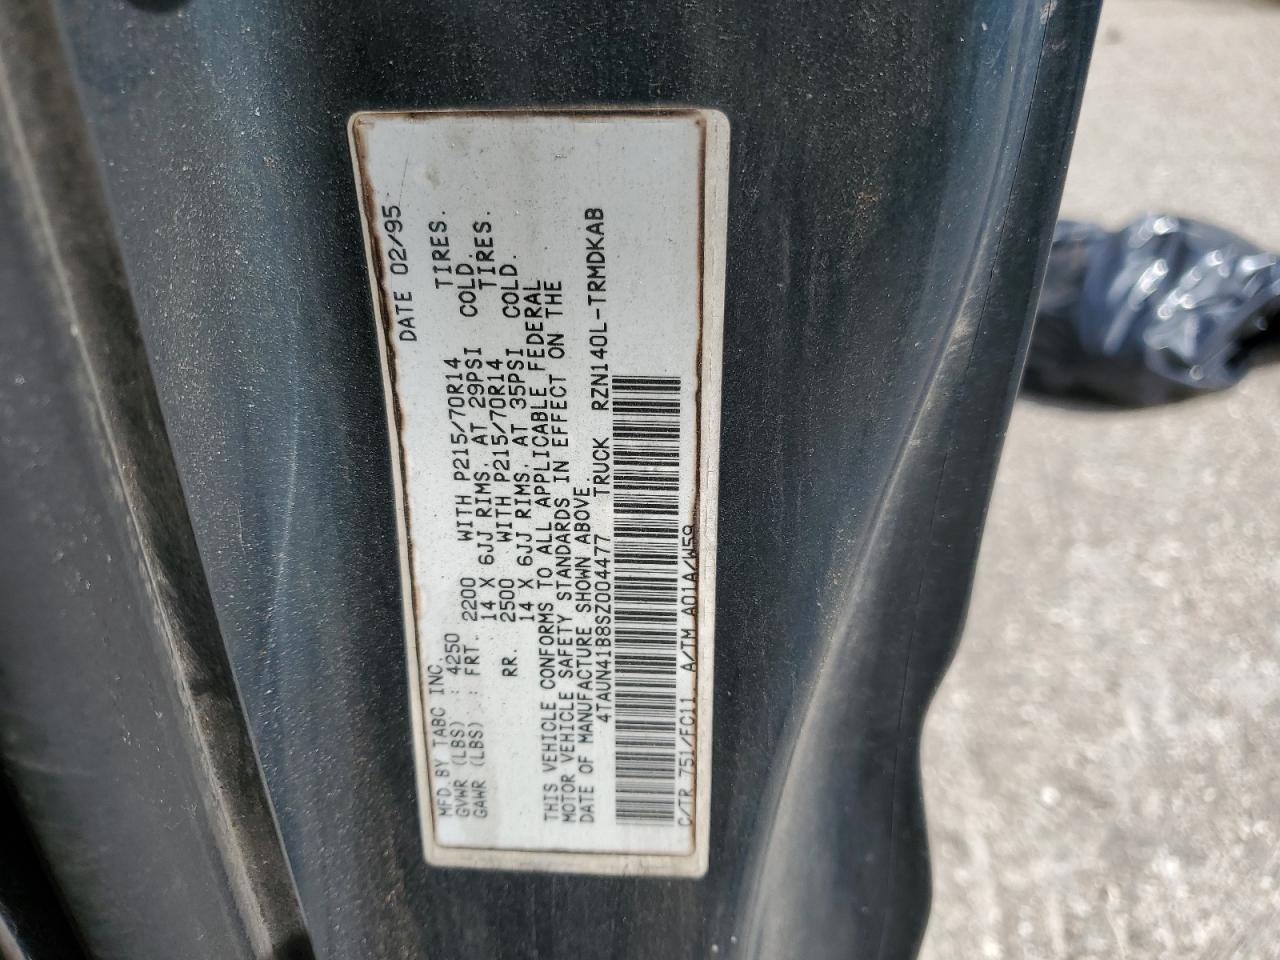 MFD.BY TABC INC. DATE 02/95
GVWR (LBS) : 4250
GAWR (LBS) : FRT. 2200 WITH P215/70R14 TIRES.
14 X 6JJ RIMS. AT 29PSI COLD.
RR. 2500 WITH P215/70R14 TIRES.
14 X 6JJ RIMS. AT 35PSI COLD.
THIS VEHICLE CONFORMS TO ALL APPLICABLE FEDERAL
MOTOR VEHICLE SAFETY STANDARDS IN EFFECT ON THE
DATE OF MANUFACTURE SHOWN ABOVE.
4TAUN41B8SZ004477 TRUCK RZN140L-TRMDKAB
C/TR 751/FC11 A/TM A01A/W59